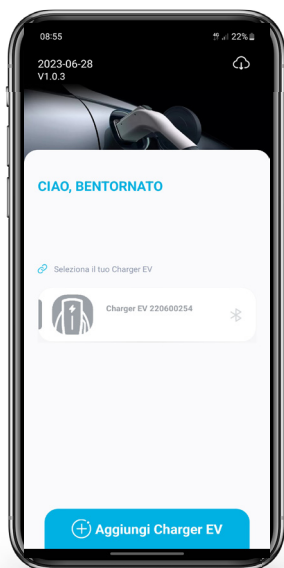 08:55
4G 22%
2023-06-28
V1.0.3
CIAO, BENTORNATO
Seleziona il tuo Charger EV
Charger EV 220600254
Aggiungi Charger EV